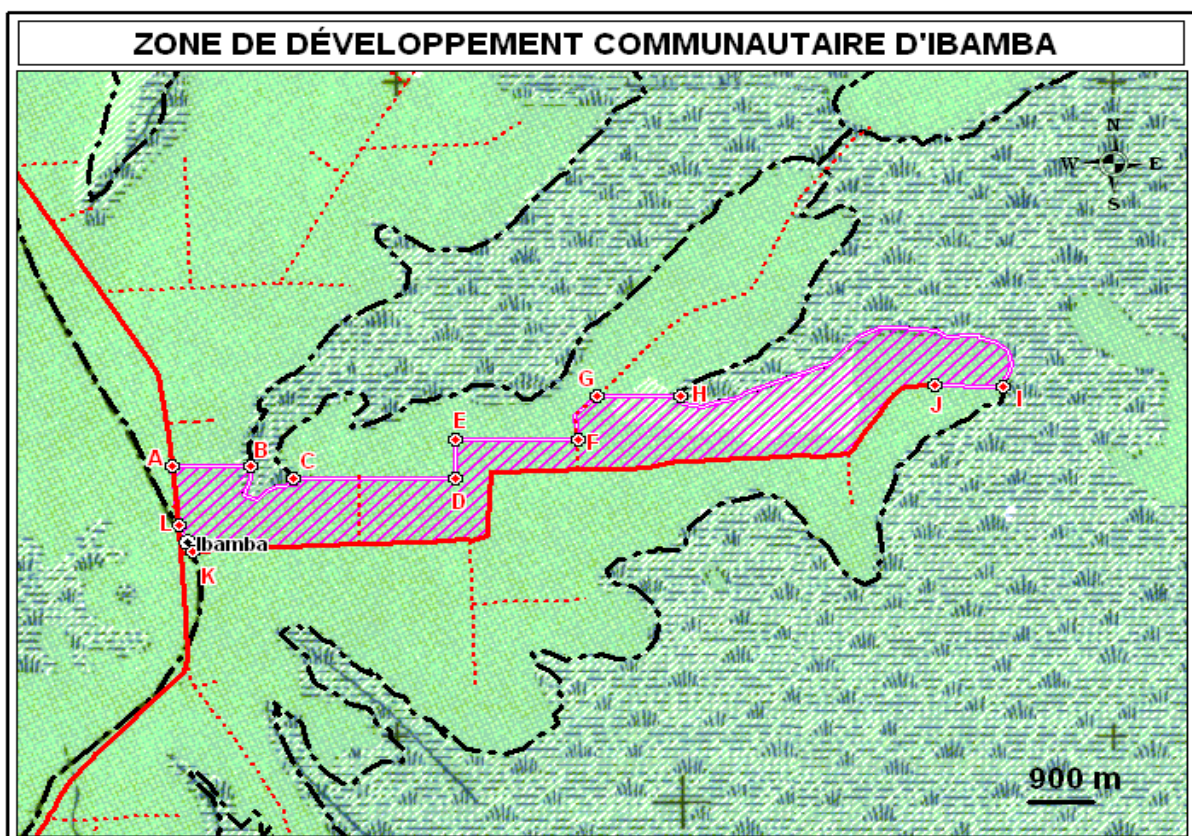 ZONE DE DÉVELOPPEMENT COMMUNAUTAIRE D'IBAMBA
N
W E
S
G H
J I
E F
A B C
D
L
Ibamba
K
900 m